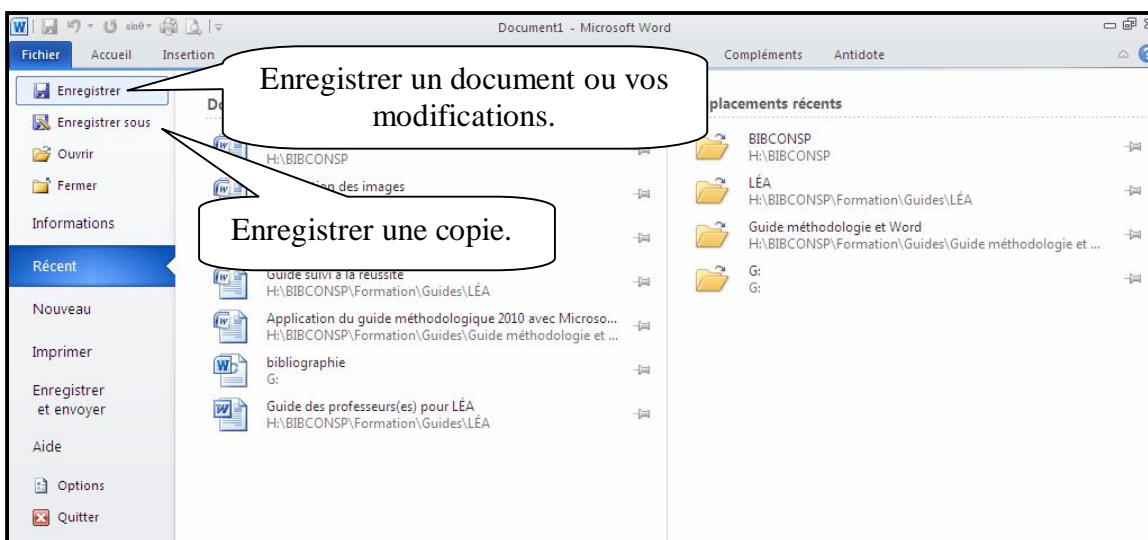 Document1 - Microsoft Word
Fichier Accueil Insertion Compléments Antidote
Enregistrer
Enregistrer sous
Ouvrir
Fermer
Informations
Récent
Nouveau
Imprimer
Enregistrer
et envoyer
Aide
Options
Quitter
Enregistrer un document ou vos
modifications.
Enregistrer une copie.
H:\BIBCONSP
des images
Guide suivi à la réussite
H:\BIBCONSP\Formation\Guides\LÉA
Application du guide méthodologique 2010 avec Microso...
H:\BIBCONSP\Formation\Guides\Guide méthodologie et ...
bibliographie
G:
Guide des professeurs(es) pour LÉA
H:\BIBCONSP\Formation\Guides\LÉA
placements récents
BIBCONSP
H:\BIBCONSP
LÉA
H:\BIBCONSP\Formation\Guides\LÉA
Guide méthodologie et Word
H:\BIBCONSP\Formation\Guides\Guide méthodologie et ...
G:
G: